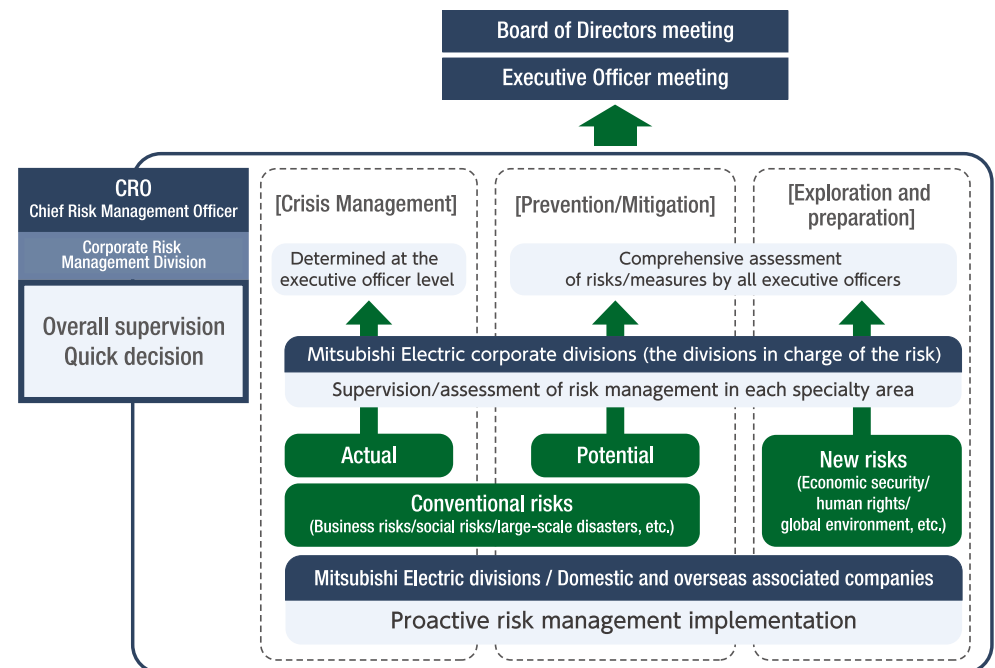 Board of Directors meeting
Executive Officer meeting
CRO
Chief Risk Management Officer
Corporate Risk
Management Division
Overall supervision
Quick decision
[Crisis Management]
[Prevention/Mitigation]
[Exploration and
preparation]
Determined at the
executive officer level
Comprehensive assessment
of risks/measures by all executive officers
Mitsubishi Electric corporate divisions (the divisions in charge of the risk)
Supervision/assessment of risk management in each specialty area
Actual
Potential
New risks
(Economic security/
human rights/
global environment, etc.)
Conventional risks
(Business risks/social risks/large-scale disasters, etc.)
Mitsubishi Electric divisions / Domestic and overseas associated companies
Proactive risk management implementation